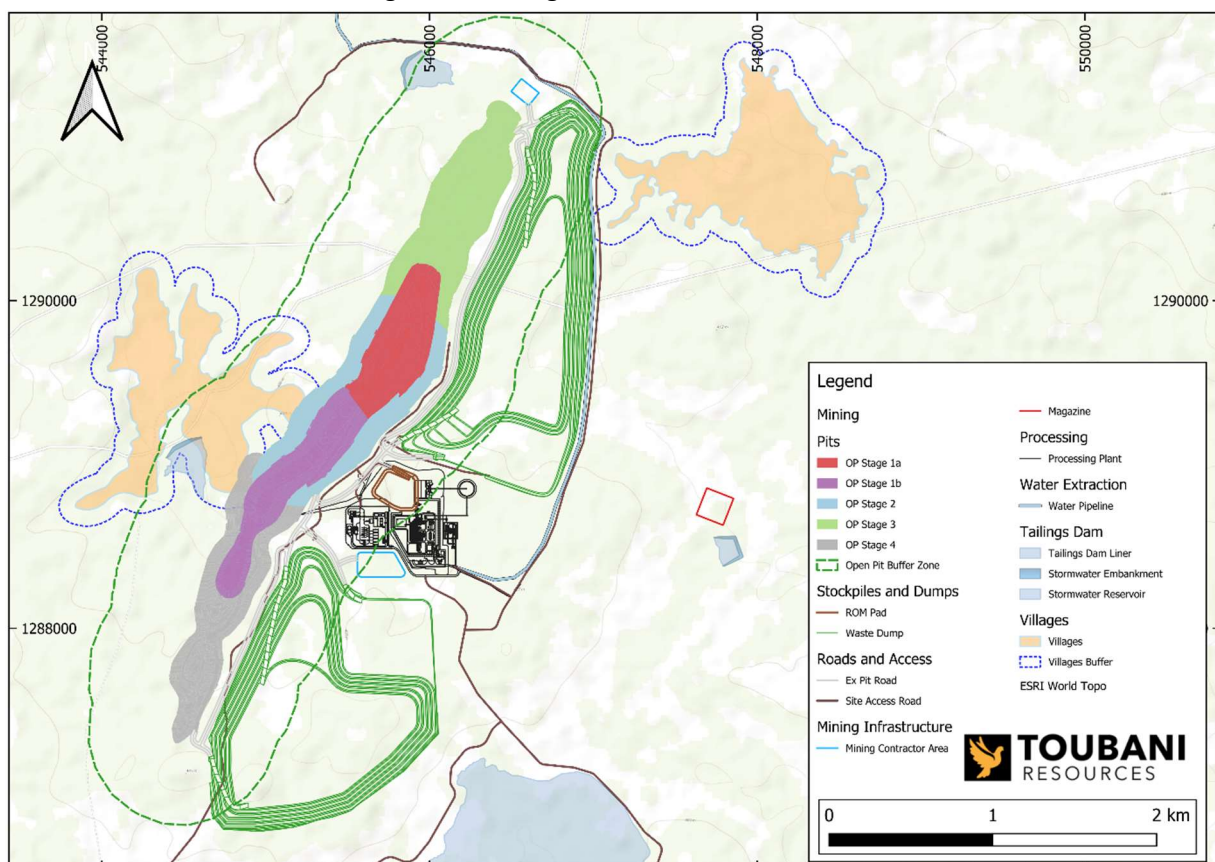 544000
546000
548000
550000
1290000
1290000
1288000
Legend
Mining
Pits
OP Stage 1a
OP Stage 1b
OP Stage 2
OP Stage 3
OP Stage 4
Open Pit Buffer Zone
Stockpiles and Dumps
ROM Pad
Waste Dump
Roads and Access
Ex Pit Road
Site Access Road
Mining Infrastructure
Mining Contractor Area
Magazine
Processing
Processing Plant
Water Extraction
Water Pipeline
Tailings Dam
Tailings Dam Liner
Stormwater Embankment
Stormwater Reservoir
Villages
Villages
Villages Buffer
ESRI World Topo
TOUBANI
RESOURCES
0 1 2 km